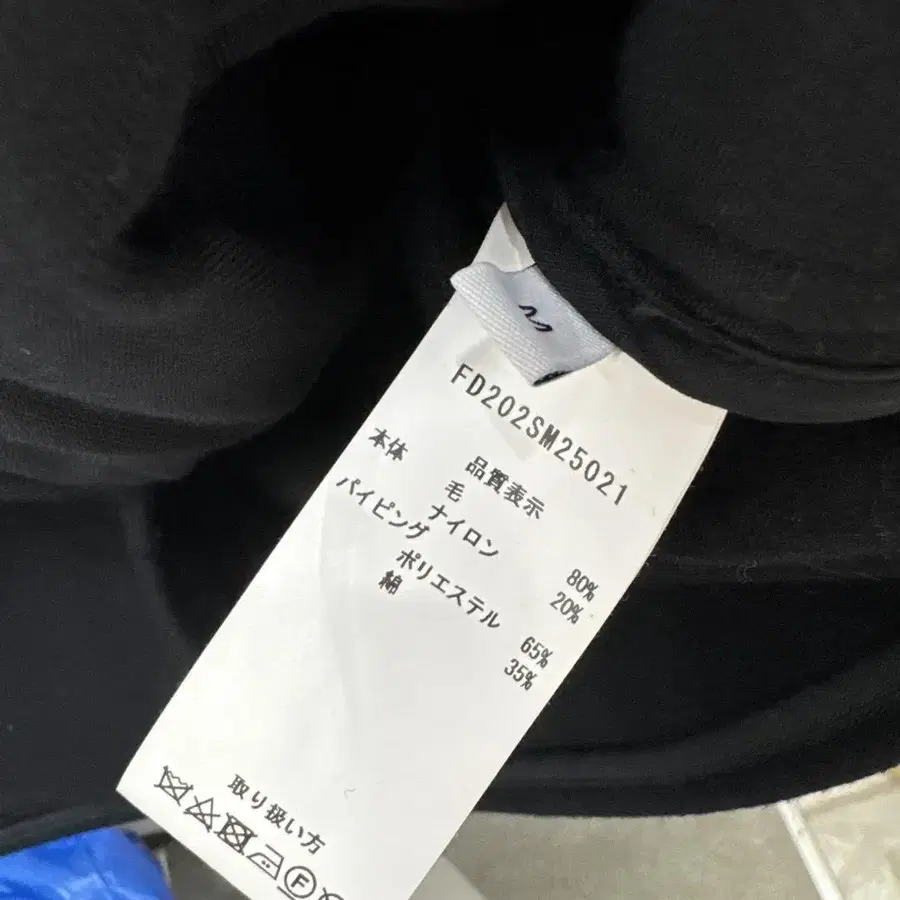 FD202SM25021
品質表示
本体
毛 80%
ナイロン 20%
パイピング
ポリエステル 65%
綿 35%
取り扱い方
F